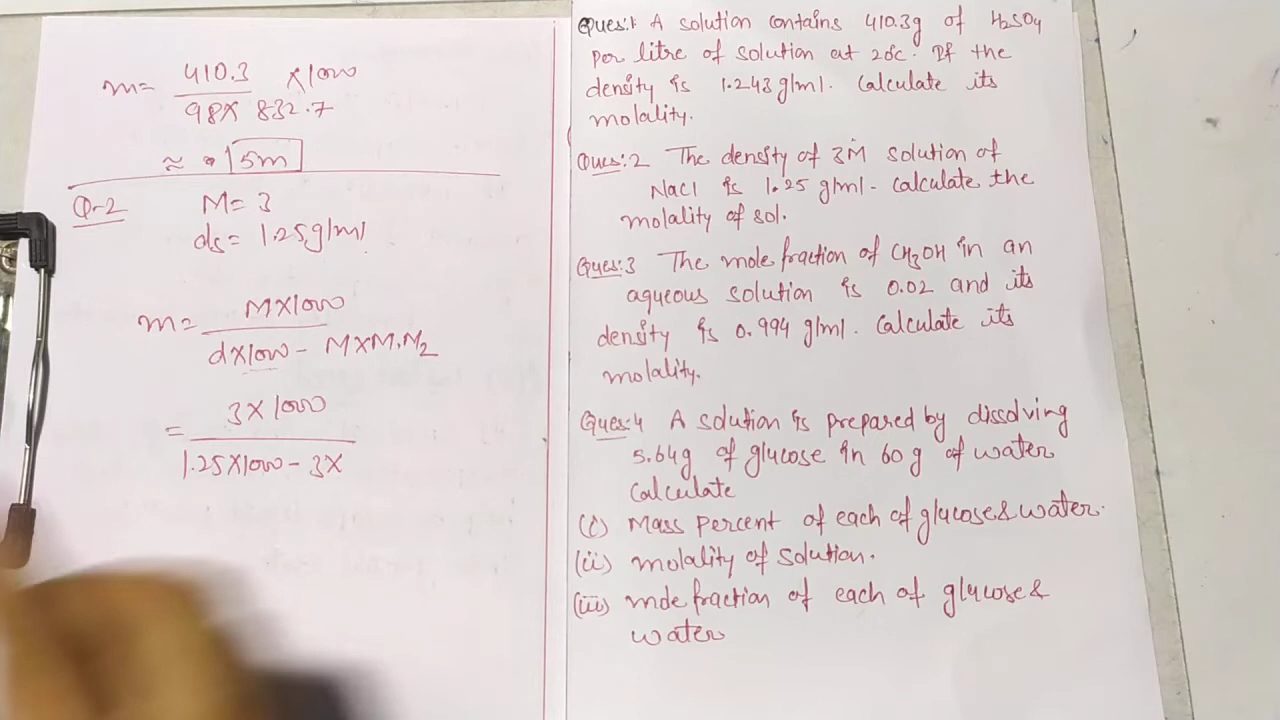 m= 410.3 ×1000
98× 832.7
≈ 5m
Q-2 M= 3
ds= 1.25g/ml
m= M×1000
d×1000 - M×M.M2
= 3×1000
1.25×1000 - 3×
Ques:1 A solution contains 410.3g of H2SO4
per litre of solution at 20°C. If the
density is 1.243 g/ml. Calculate its
molality.
Ques:2 The density of 3M solution of
NaCl is 1.25 g/ml - Calculate the
molality of sol.
Ques:3 The mole fraction of CH3OH in an
aqueous solution is 0.02 and its
density is 0.994 g/ml. Calculate its
molality.
Ques:4 A solution is prepared by dissolving
5.64g of glucose in 60 g of water
Calculate
(i) Mass percent of each of glucose & water.
(ii) molality of solution.
(iii) mole fraction of each of glucose &
water